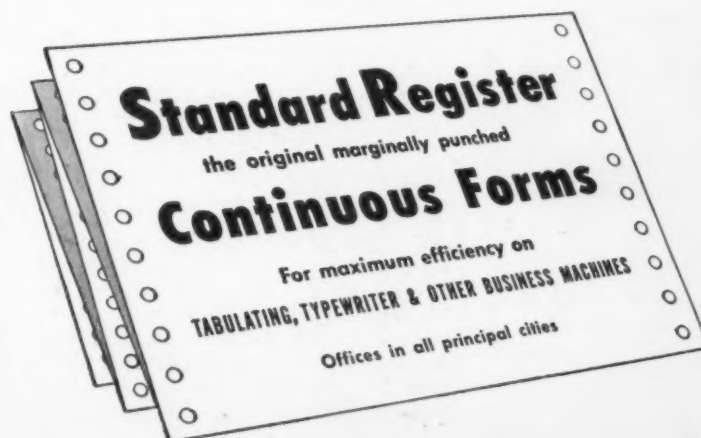 Standard Register
the original marginally punched
Continuous Forms
For maximum efficiency on
TABULATING, TYPEWRITER & OTHER BUSINESS MACHINES
Offices in all principal cities